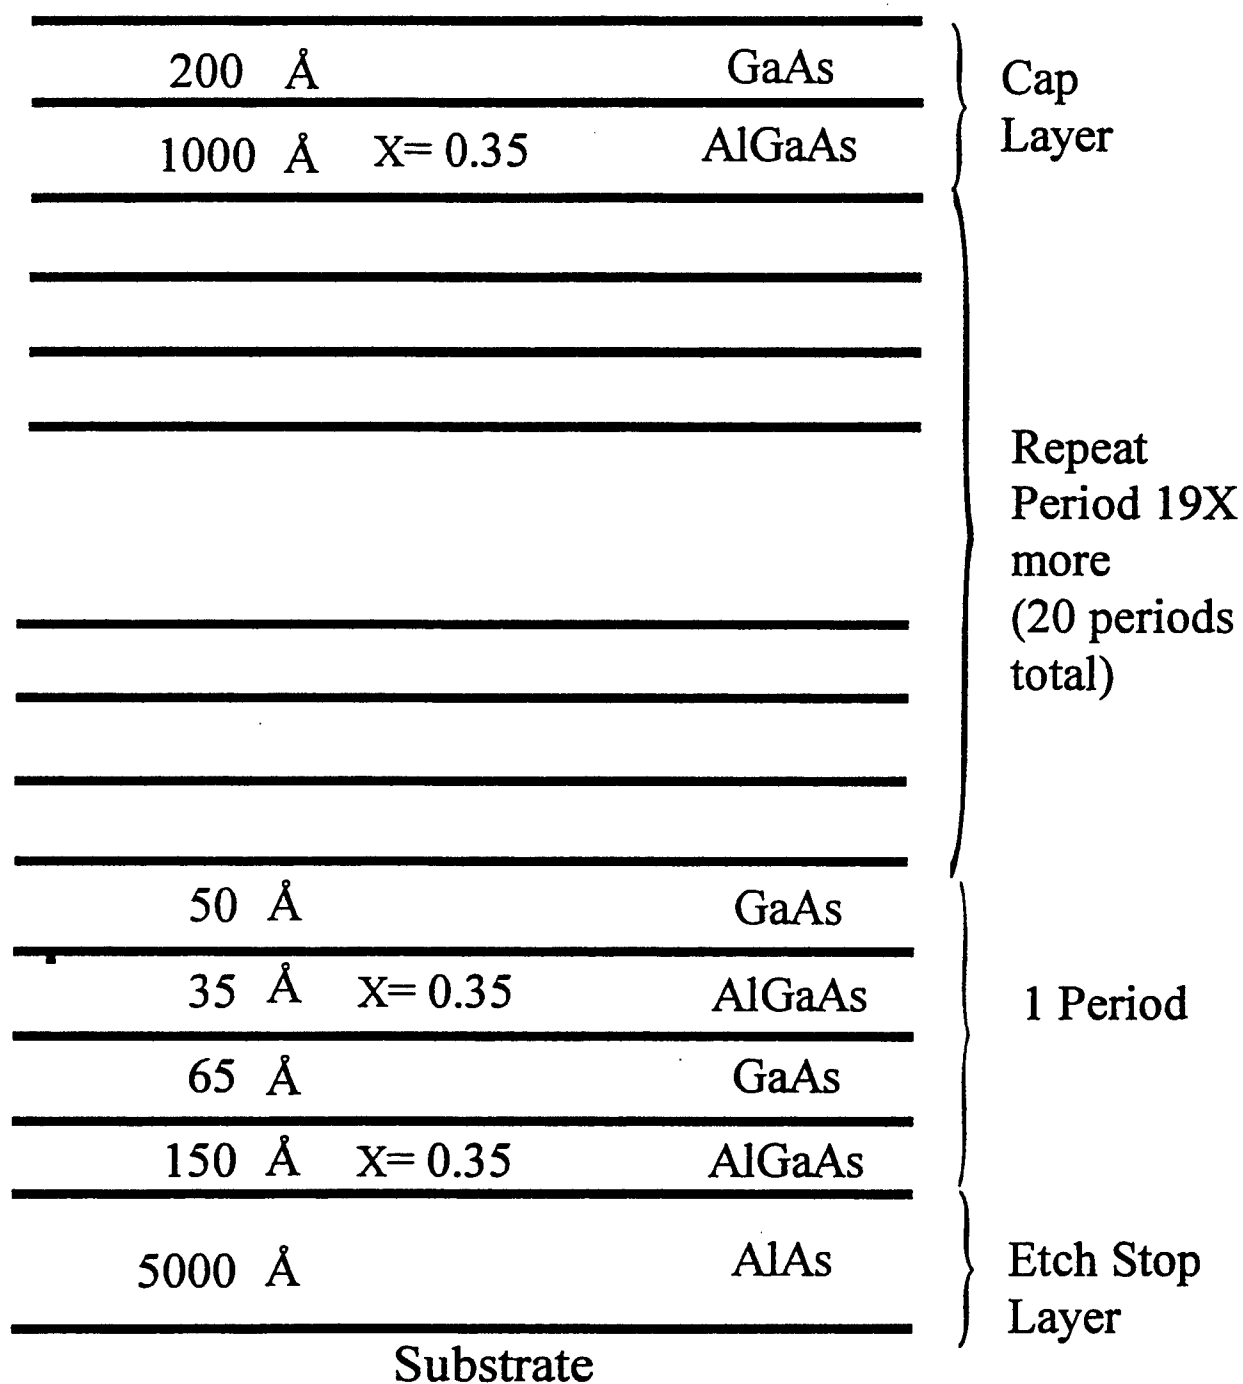 200 Å GaAs
1000 Å X= 0.35 AlGaAs
Cap
Layer
Repeat
Period 19X
more
(20 periods
total)
50 Å GaAs
35 Å X= 0.35 AlGaAs
65 Å GaAs
150 Å X= 0.35 AlGaAs
1 Period
5000 Å AlAs
Etch Stop
Layer
Substrate